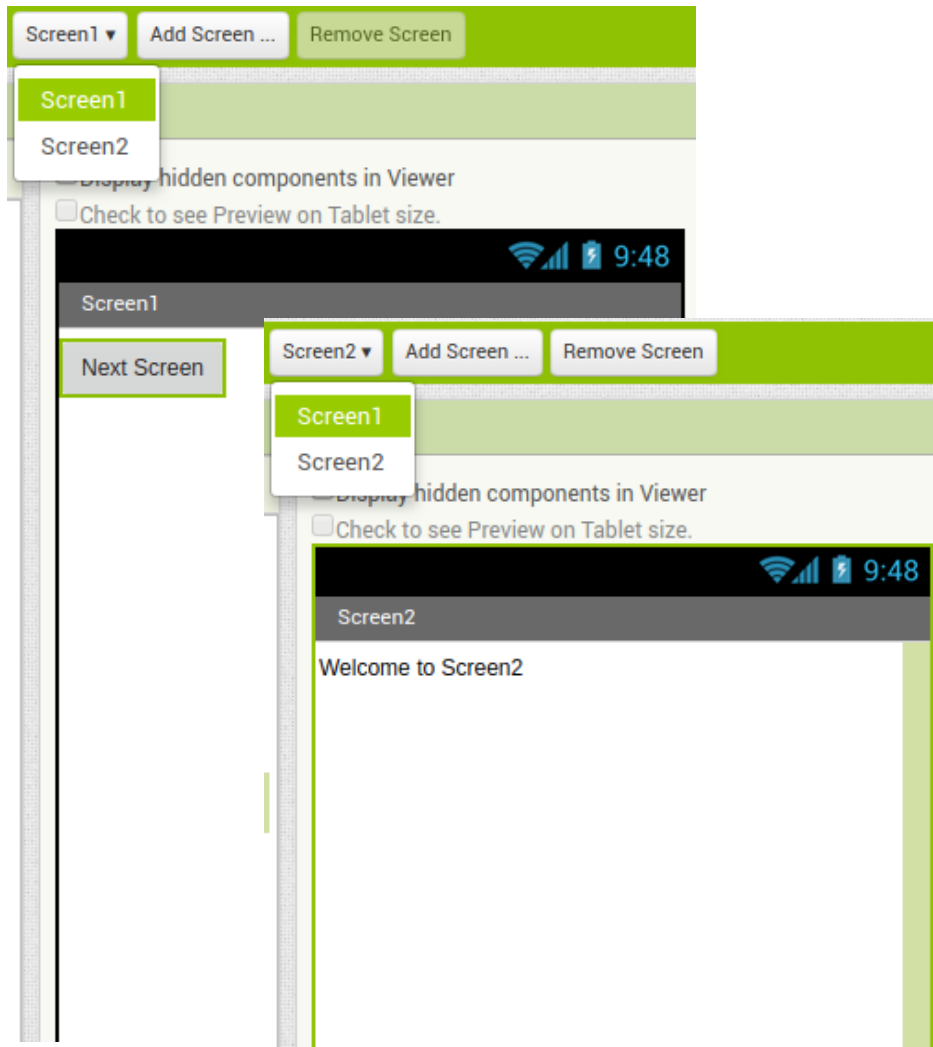 Screen1 ▾ Add Screen ... Remove Screen
Screen1
Screen2
Display hidden components in Viewer
Check to see Preview on Tablet size.
9:48
Screen1
Next Screen
Screen2 ▾ Add Screen ... Remove Screen
Screen1
Screen2
Display hidden components in Viewer
Check to see Preview on Tablet size.
9:48
Screen2
Welcome to Screen2